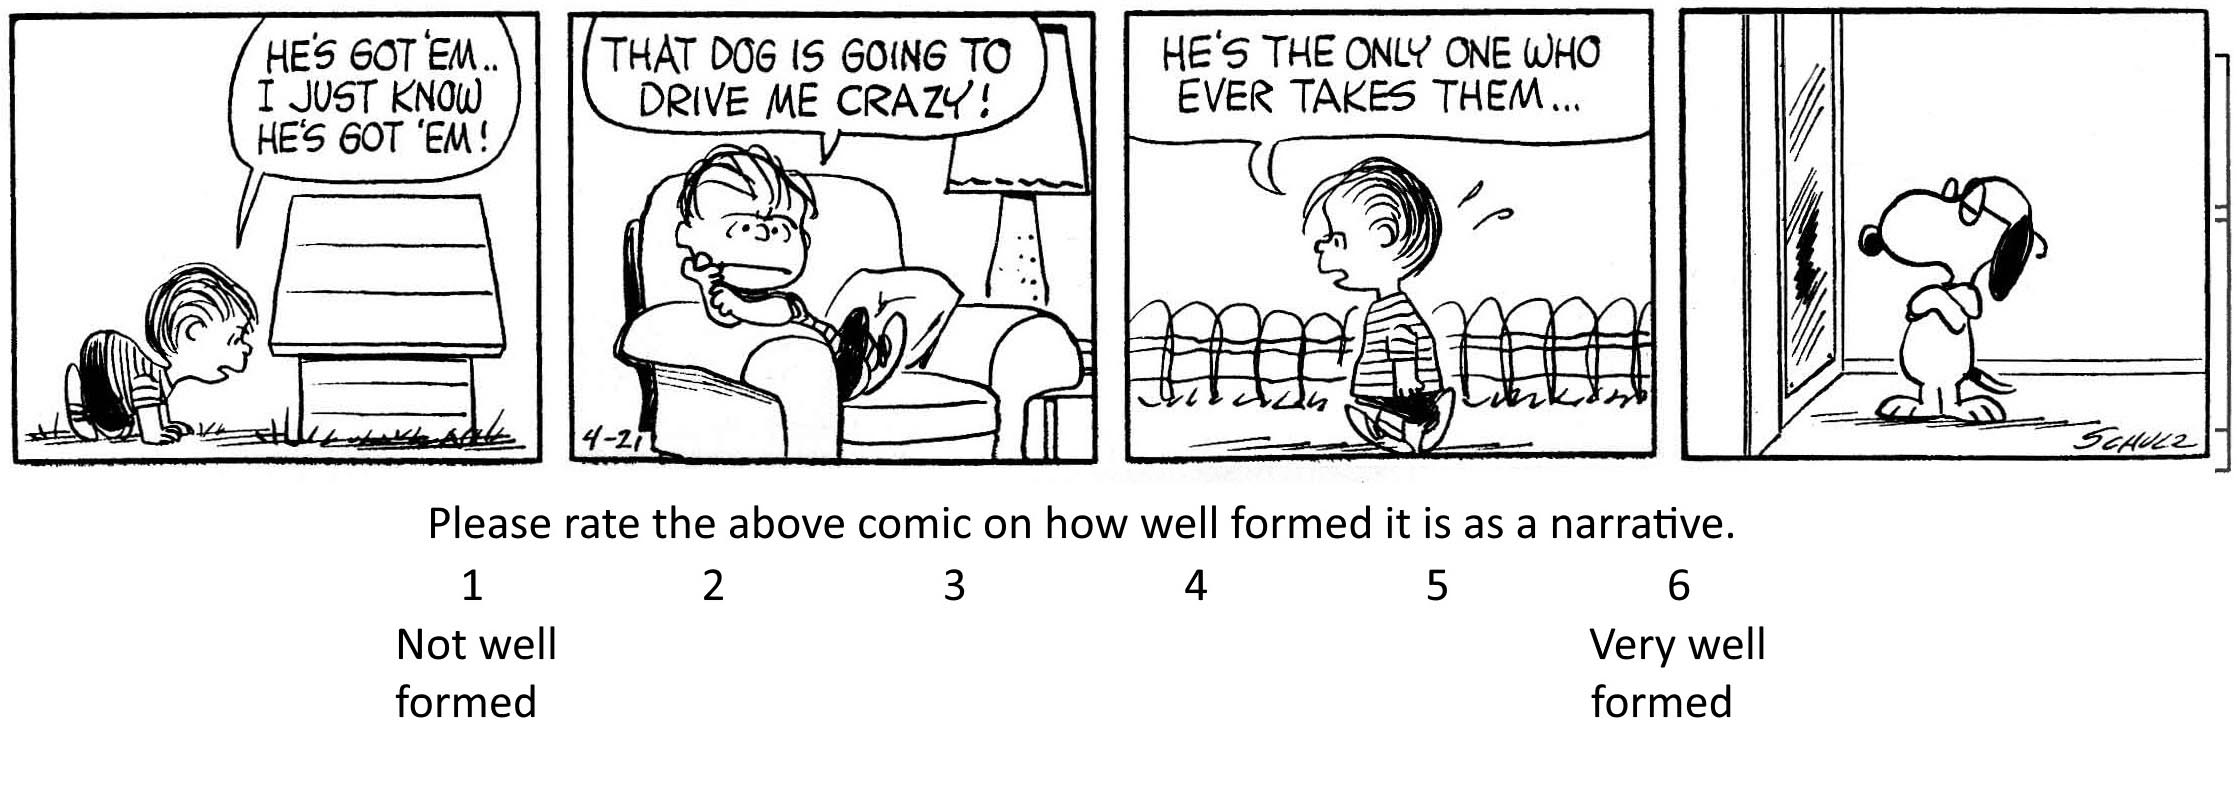 HE'S GOT 'EM..
I JUST KNOW
HE'S GOT 'EM!
THAT DOG IS GOING TO
DRIVE ME CRAZY!
4-21
HE'S THE ONLY ONE WHO
EVER TAKES THEM...
SCHULZ
Please rate the above comic on how well formed it is as a narrative.
1 2 3 4 5 6
Not well
formed
Very well
formed